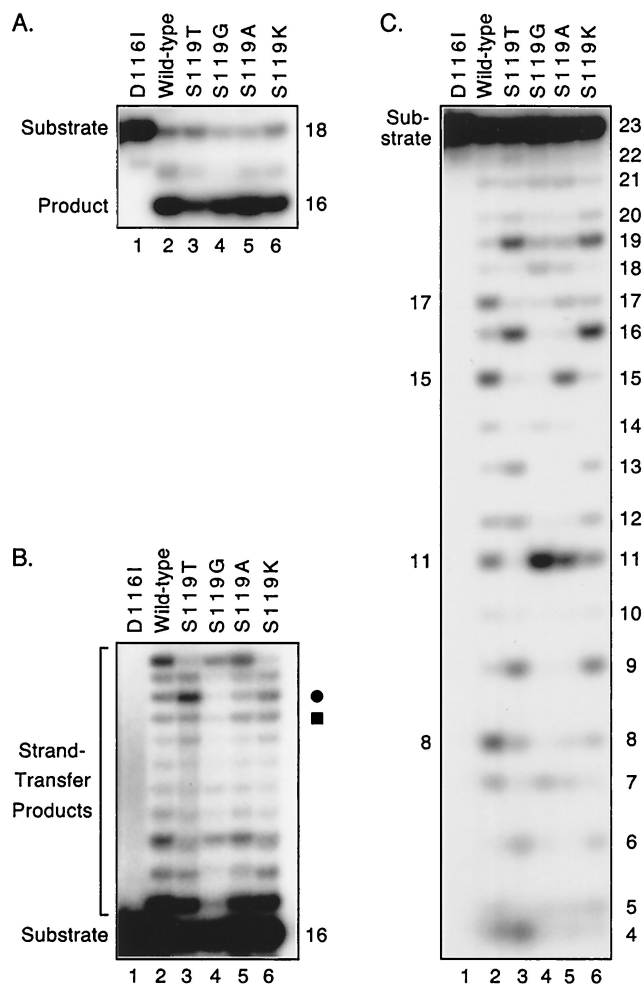 A.
D116I
Wild-type
S119T
S119G
S119A
S119K
Substrate
18
Product
16
1 2 3 4 5 6
B.
D116I
Wild-type
S119T
S119G
S119A
S119K
Strand-
Transfer
Products
Substrate
16
1 2 3 4 5 6
C.
D116I
Wild-type
S119T
S119G
S119A
S119K
Sub-
strate
23
22
21
20
19
18
17 17
16
15 15
14
13
12
11 11
10
9
8 8
7
6
5
4
1 2 3 4 5 6